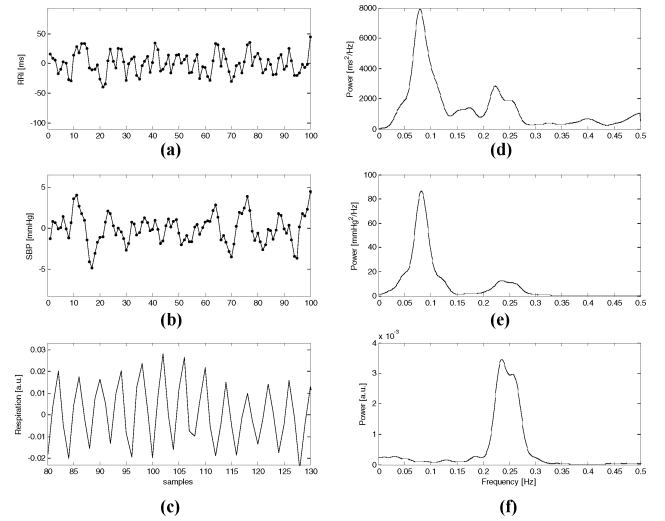 RRi [ms]
50
0
-50
-100
0 10 20 30 40 50 60 70 80 90 100
(a)
Power [ms²/Hz]
8000
6000
4000
2000
0
0 0.05 0.1 0.15 0.2 0.25 0.3 0.35 0.4 0.45 0.5
(d)
SBP [mmHg]
5
0
-5
0 10 20 30 40 50 60 70 80 90 100
(b)
Power [mmHg²/Hz]
100
80
60
40
20
0
0 0.05 0.1 0.15 0.2 0.25 0.3 0.35 0.4 0.45 0.5
(e)
Respiration [a.u.]
0.03
0.02
0.01
0
-0.01
-0.02
80 85 90 95 100 105 110 115 120 125 130
samples
(c)
x 10⁻³
Power [a.u.]
4
3
2
1
0
0 0.05 0.1 0.15 0.2 0.25 0.3 0.35 0.4 0.45 0.5
Frequency [Hz]
(f)